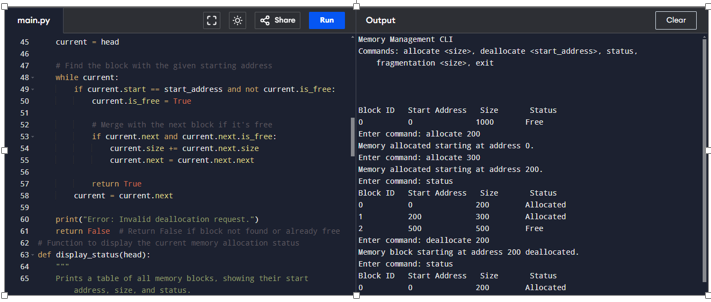 main.py
Share
Run
Output
Clear
45 current = head
46
47 # Find the block with the given starting address
48 while current:
49 if current.start == start_address and not current.is_free:
50 current.is_free = True
51
52 # Merge with the next block if it's free
53 if current.next and current.next.is_free:
54 current.size += current.next.size
55 current.next = current.next.next
56
57 return True
58 current = current.next
59
60 print("Error: Invalid deallocation request.")
61 return False # Return False if block not found or already free
62 # Function to display the current memory allocation status
63 def display_status(head):
64 """
65 Prints a table of all memory blocks, showing their start
address, size, and status.
Memory Management CLI
Commands: allocate <size>, deallocate <start_address>, status,
fragmentation <size>, exit
Block ID Start Address Size Status
0 0 1000 Free
Enter command: allocate 200
Memory allocated starting at address 0.
Enter command: allocate 300
Memory allocated starting at address 200.
Enter command: status
Block ID Start Address Size Status
0 0 200 Allocated
1 200 300 Allocated
2 500 500 Free
Enter command: deallocate 200
Memory block starting at address 200 deallocated.
Enter command: status
Block ID Start Address Size Status
0 0 200 Allocated